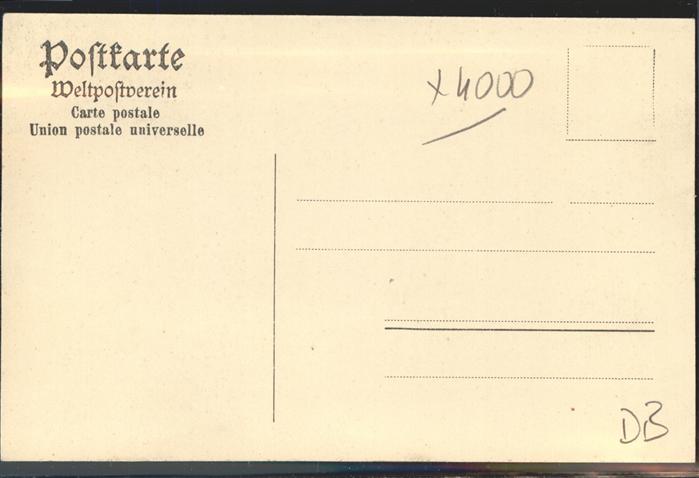 Postkarte
Weltpostverein
Carte postale
Union postale universelle
x4000
DB